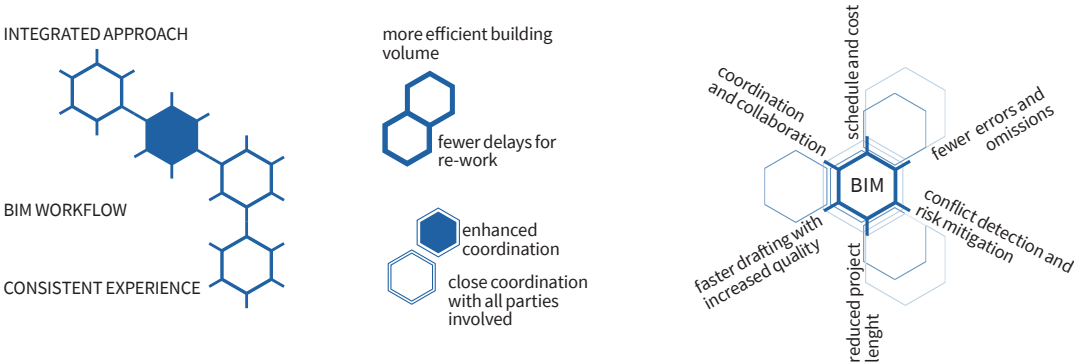 INTEGRATED APPROACH
BIM WORKFLOW
CONSISTENT EXPERIENCE
more efficient building
volume
fewer delays for
re-work
enhanced
coordination
close coordination
with all parties
involved
coordination
and collaboration
schedule and cost
fewer errors and
omissions
BIM
conflict detection and
risk mitigation
faster drafting with
increased quality
reduced project
lenght